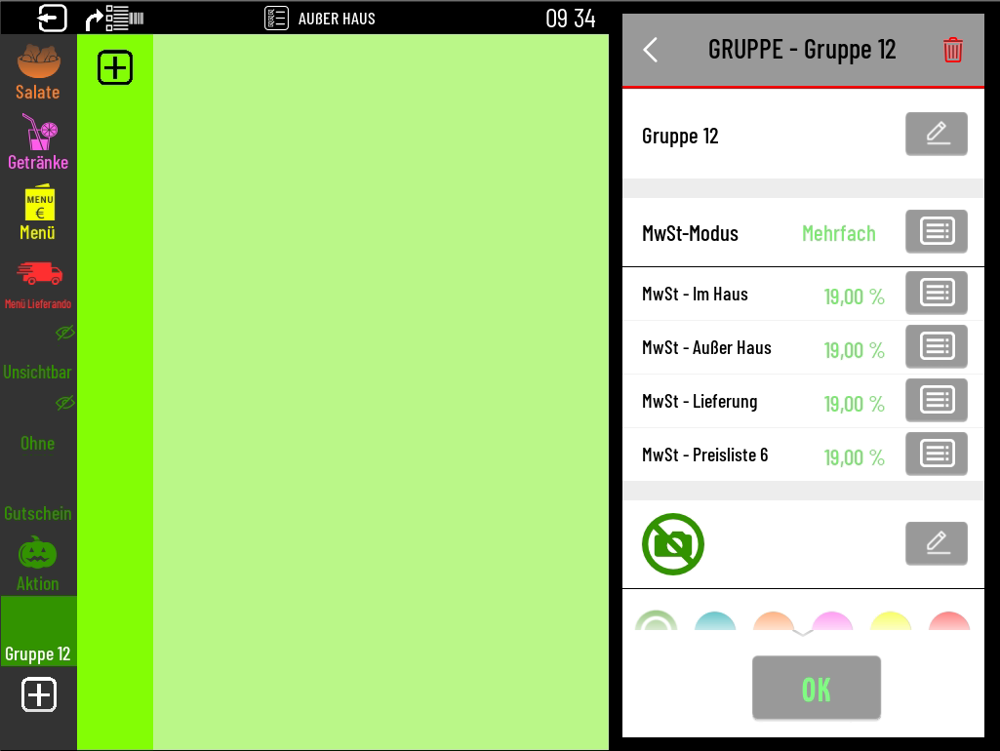 AUßER HAUS
09 34
Salate
Getränke
MENU
€
Menü
Menü Lieferando
Unsichtbar
Ohne
Gutschein
Aktion
Gruppe 12
GRUPPE - Gruppe 12
Gruppe 12
MwSt-Modus Mehrfach
MwSt - Im Haus 19,00 %
MwSt - Außer Haus 19,00 %
MwSt - Lieferung 19,00 %
MwSt - Preisliste 6 19,00 %
OK